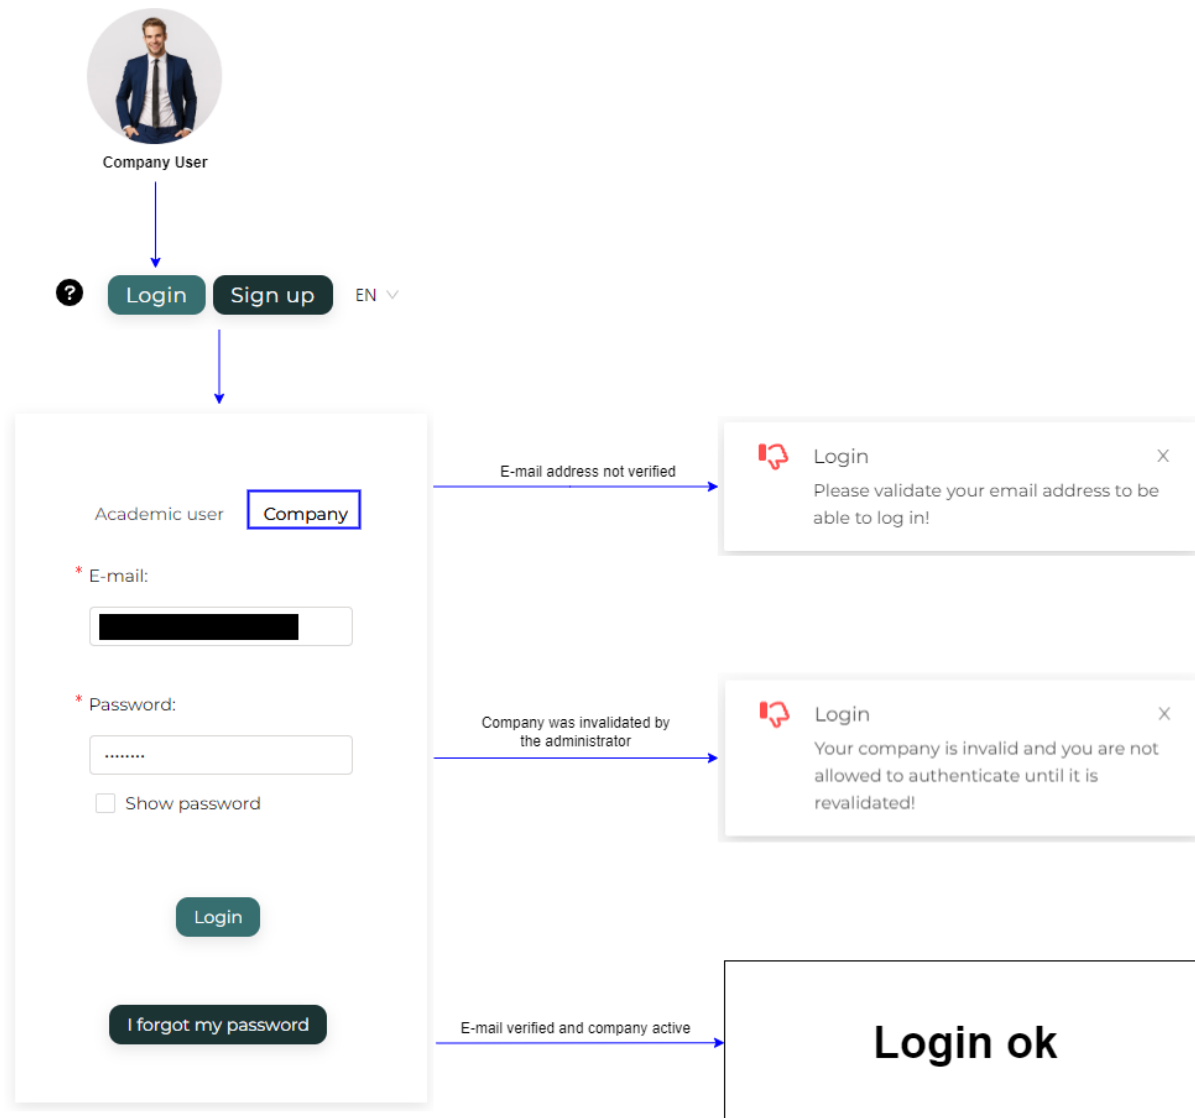 Company User
? Login Sign up EN
Academic user Company
* E-mail:
* Password:
........
Show password
Login
I forgot my password
E-mail address not verified
Login X
Please validate your email address to be
able to log in!
Company was invalidated by
the administrator
Login X
Your company is invalid and you are not
allowed to authenticate until it is
revalidated!
E-mail verified and company active
Login ok